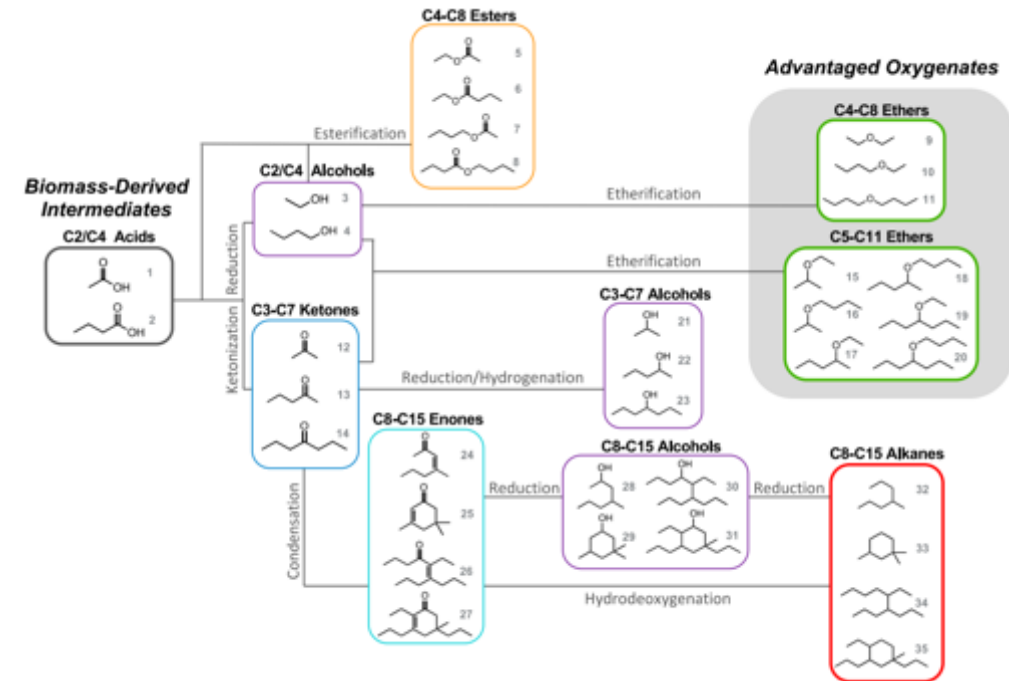 C4-C8 Esters
5
6
7
8
Esterification
Advantaged Oxygenates
C4-C8 Ethers
9
10
11
Biomass-Derived
Intermediates
C2/C4 Acids
1
OH
O
2
OH
O
C2/C4 Alcohols
OH 3
OH 4
Etherification
Reduction
Ketonization
Etherification
C5-C11 Ethers
15
18
16
19
17
20
C3-C7 Ketones
12
13
14
Reduction/Hydrogenation
C3-C7 Alcohols
OH
21
OH
22
OH
23
Condensation
C8-C15 Enones
24
25
26
27
Reduction
C8-C15 Alcohols
OH
28
OH
30
OH
29
OH
31
Reduction
C8-C15 Alkanes
32
33
34
35
Hydrodeoxygenation